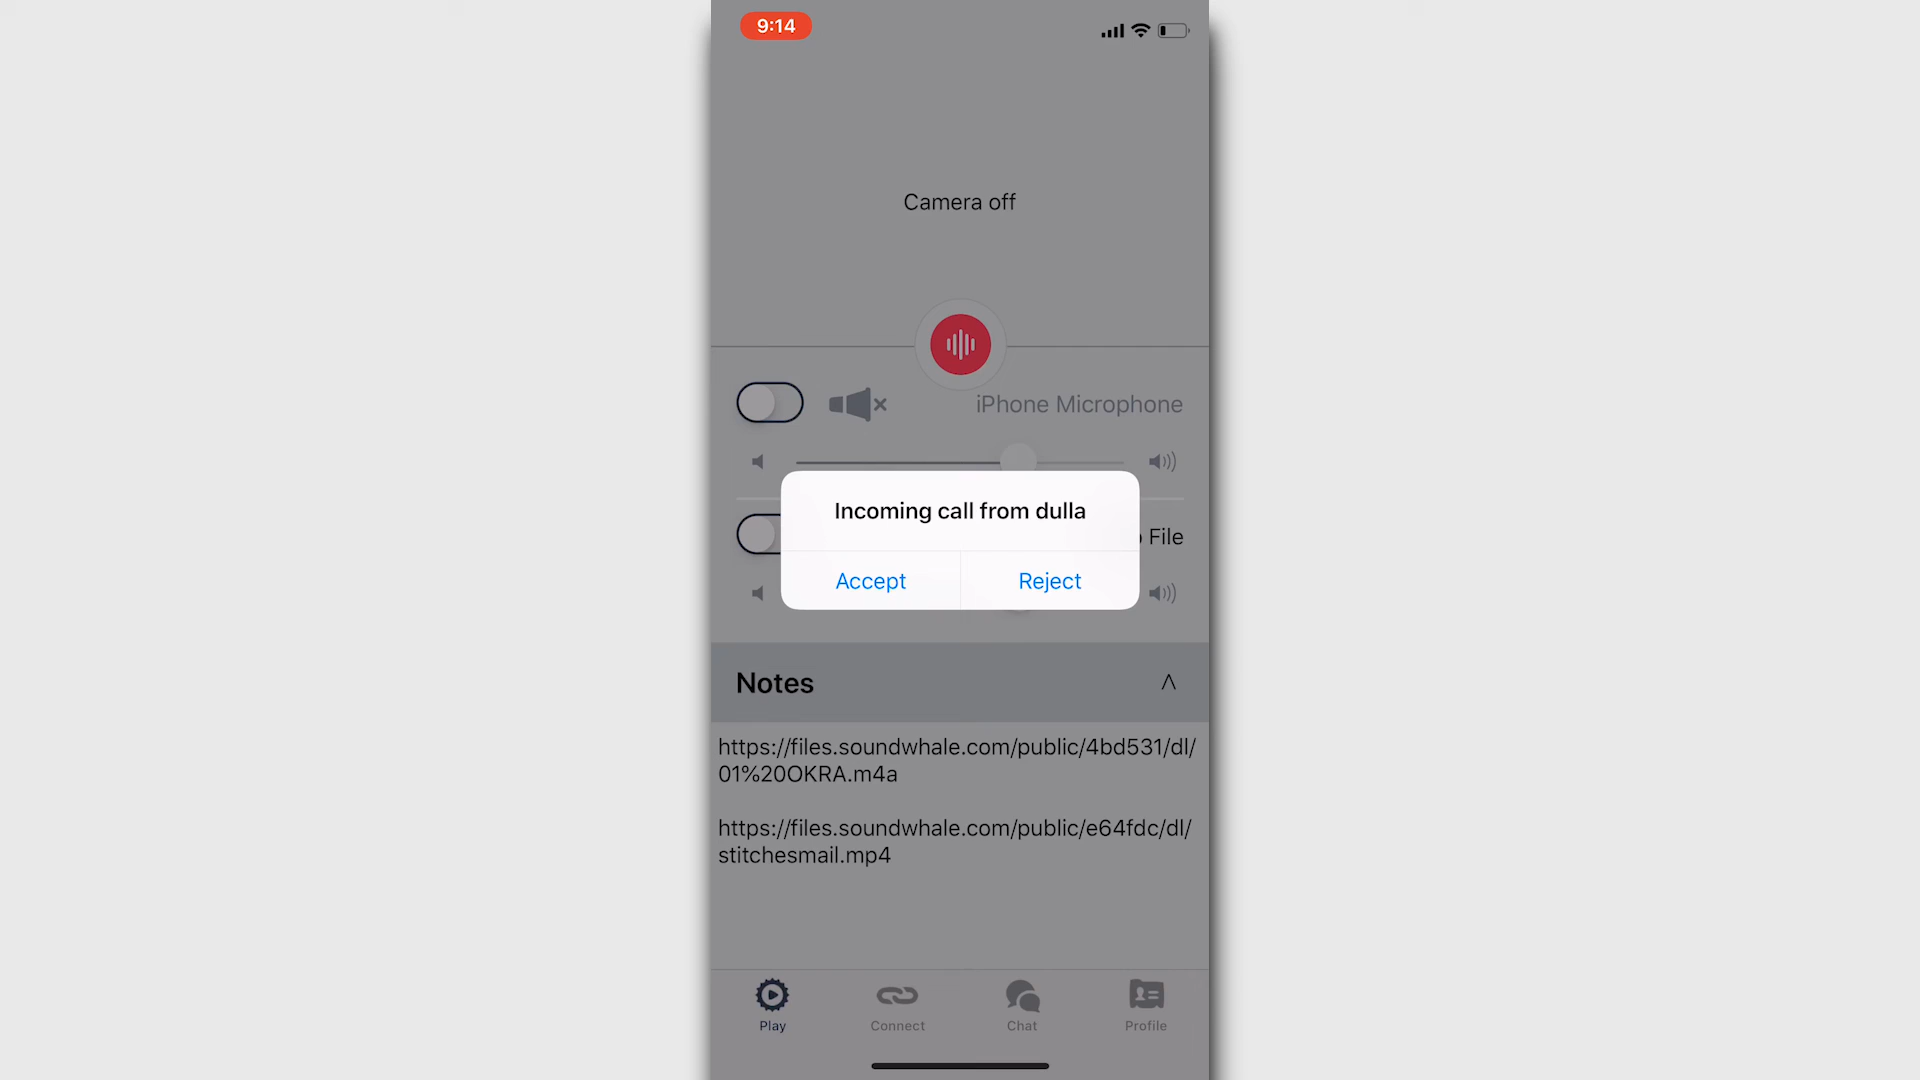 9:14
Camera off
iPhone Microphone
Incoming call from dulla
File
Accept Reject
Notes
https://files.soundwhale.com/public/4bd531/dl/
01%20OKRA.m4a
https://files.soundwhale.com/public/e64fdc/dl/
stitchesmail.mp4
Play Connect Chat Profile